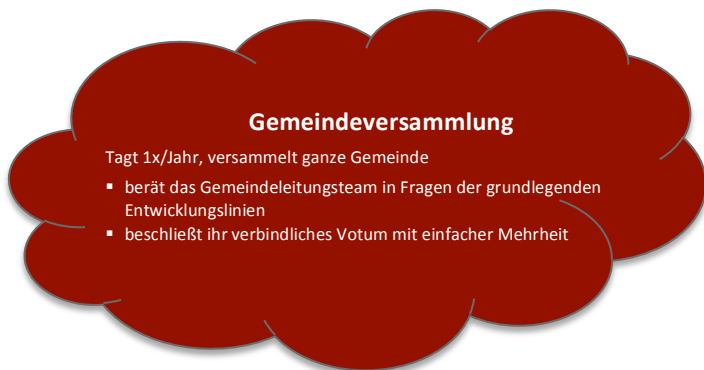 Gemeindeversammlung
Tagt 1x/Jahr, versammelt ganze Gemeinde
▪ berät das Gemeindeleitungsteam in Fragen der grundlegenden
Entwicklungslinien
▪ beschließt ihr verbindliches Votum mit einfacher Mehrheit